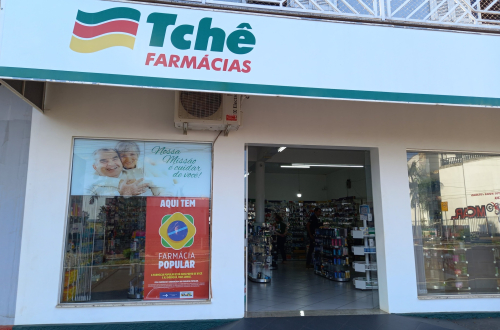 Tchê
FARMÁCIAS
Nossa
Missão
é cuidar
de você!
AQUI TEM
FARMÁCIA
POPULAR